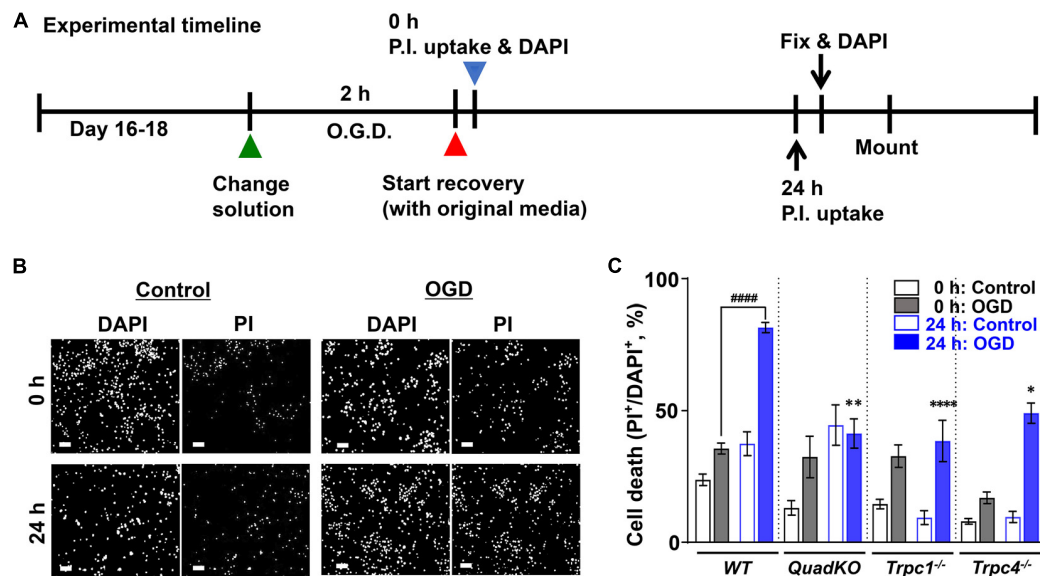 A
Experimental timeline
0 h
P.I. uptake & DAPI
Fix & DAPI
2 h
Day 16-18
O.G.D.
Mount
Change
solution
Start recovery
(with original media)
24 h
P.I. uptake
B
Control
OGD
DAPI
PI
DAPI
PI
0 h
24 h
C
Cell death (PI⁺/DAPI⁺, %)
100
50
0
####
**
****
*
0 h: Control
0 h: OGD
24 h: Control
24 h: OGD
WT
QuadKO
Trpc1⁻/⁻
Trpc4⁻/⁻